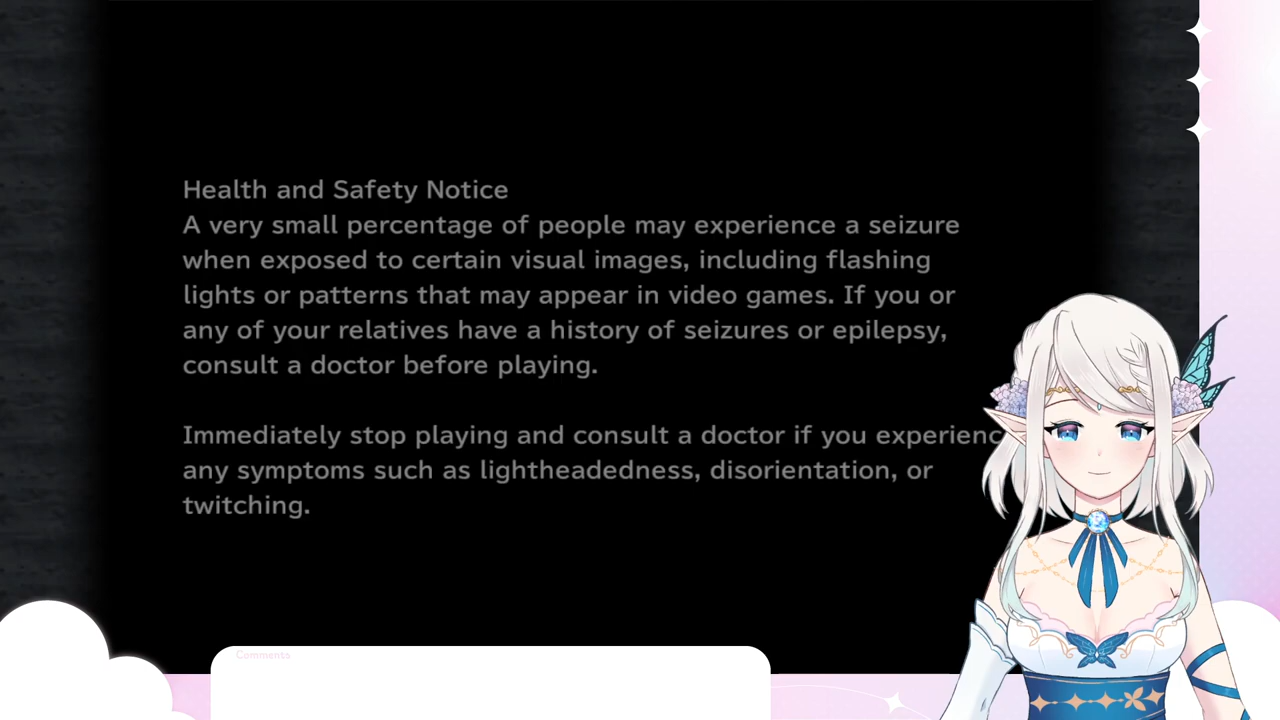 Health and Safety Notice
A very small percentage of people may experience a seizure
when exposed to certain visual images, including flashing
lights or patterns that may appear in video games. If you or
any of your relatives have a history of seizures or epilepsy,
consult a doctor before playing.
Immediately stop playing and consult a doctor if you experienc
any symptoms such as lightheadedness, disorientation, or
twitching.
Comments